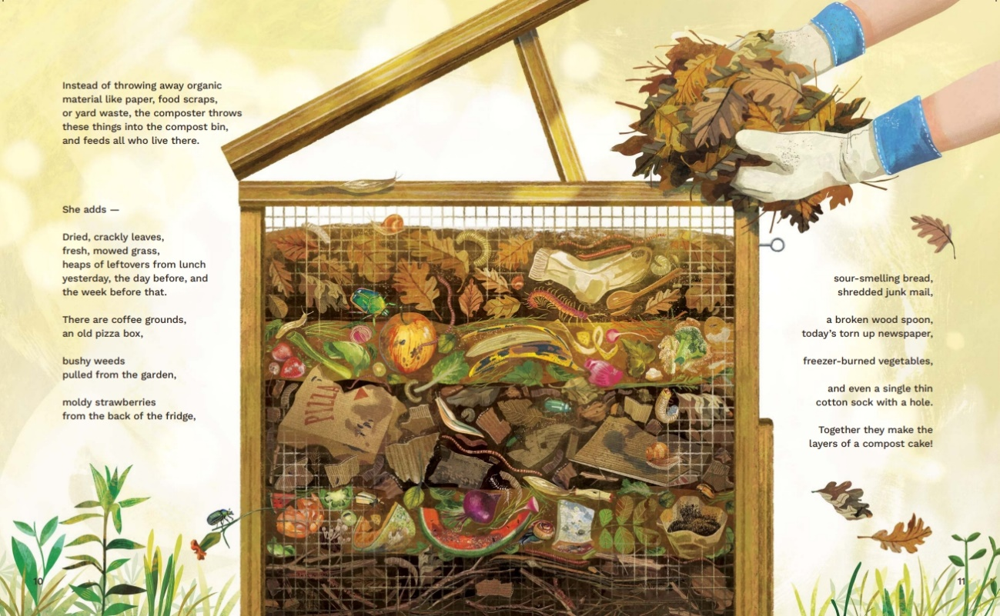 Instead of throwing away organic
material like paper, food scraps,
or yard waste, the composter throws
these things into the compost bin,
and feeds all who live there.
She adds —
Dried, crackly leaves,
fresh, mowed grass,
heaps of leftovers from lunch
yesterday, the day before, and
the week before that.
There are coffee grounds,
an old pizza box,
bushy weeds
pulled from the garden,
moldy strawberries
from the back of the fridge,
PIZZA
10
sour-smelling bread,
shredded junk mail,
a broken wood spoon,
today’s torn up newspaper,
freezer-burned vegetables,
and even a single thin
cotton sock with a hole.
Together they make the
layers of a compost cake!
11